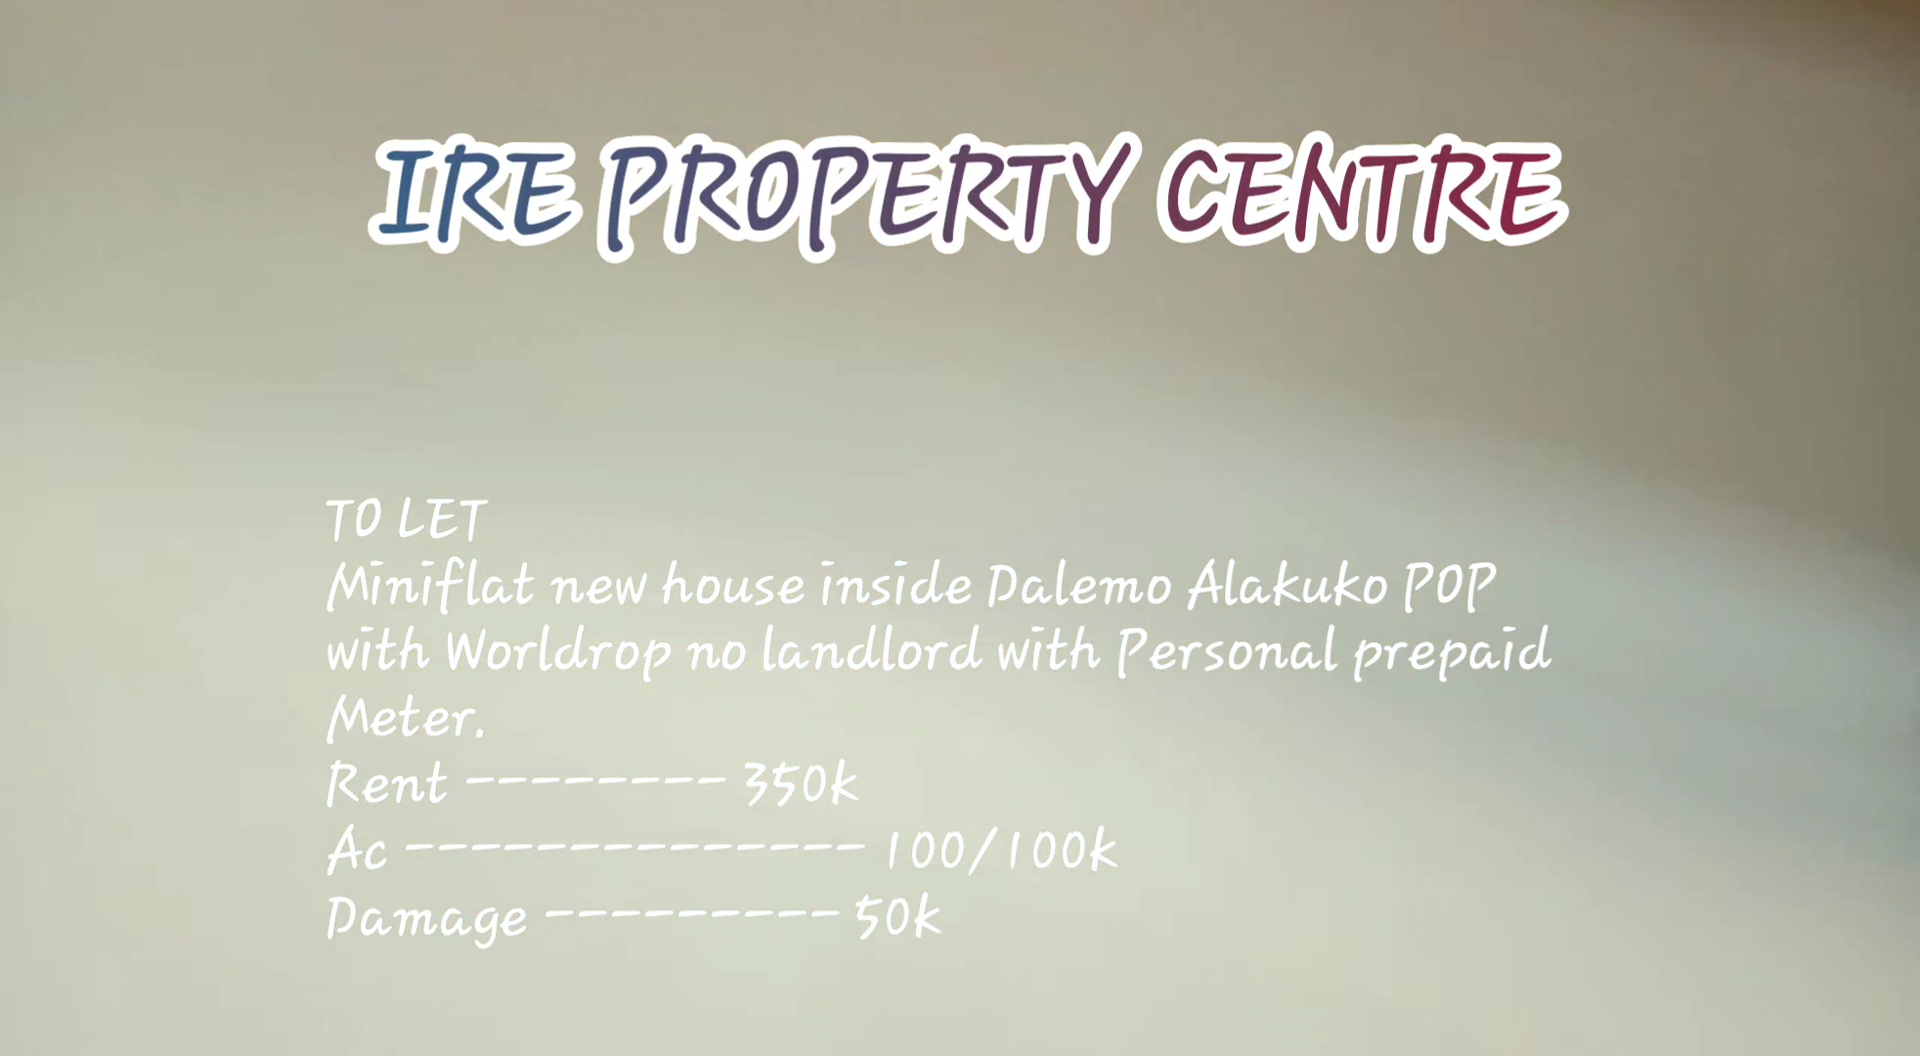 IRE PROPERTY CENTRE
TO LET
Miniflat new house inside Dalemo Alakuko POP
with Worldrop no landlord with Personal prepaid
Meter.
Rent -------- 350k
Ac -------------- 100/100k
Damage --------- 50k